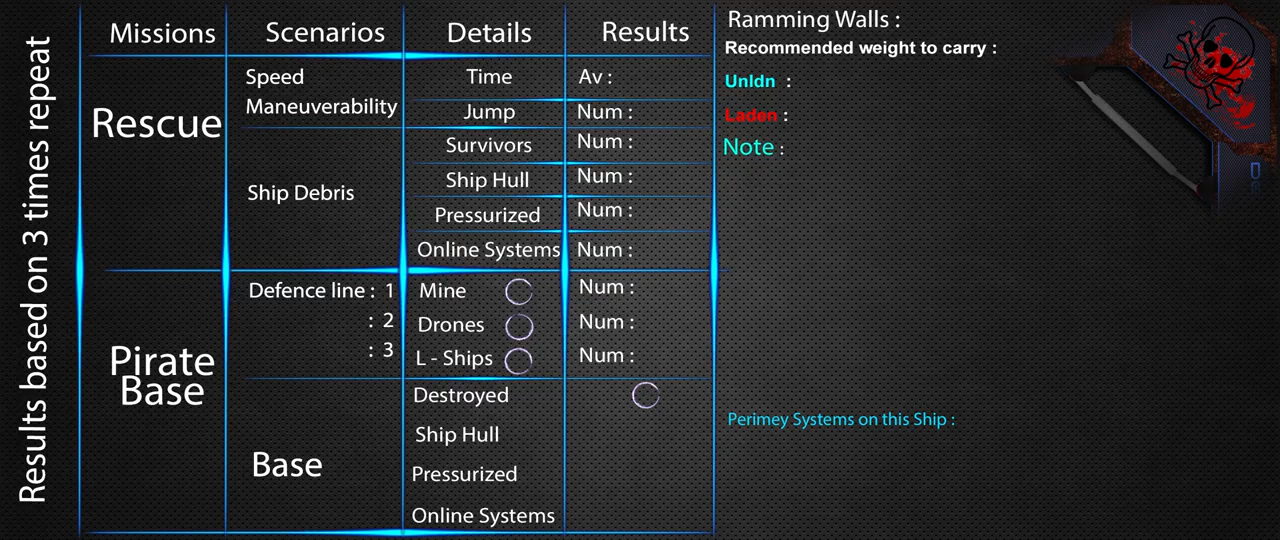 Results based on 3 times repeat
Missions
Scenarios
Details
Results
Rescue
Speed
Maneuverability
Time
Av :
Jump
Num :
Ship Debris
Survivors
Num :
Ship Hull
Num :
Pressurized
Num :
Online Systems
Num :
Pirate
Base
Defence line : 1
Mine
Num :
: 2
Drones
Num :
: 3
L - Ships
Num :
Base
Destroyed
Ship Hull
Pressurized
Online Systems
Ramming Walls :
Recommended weight to carry :
Unldn :
Laden :
Note :
Perimey Systems on this Ship :